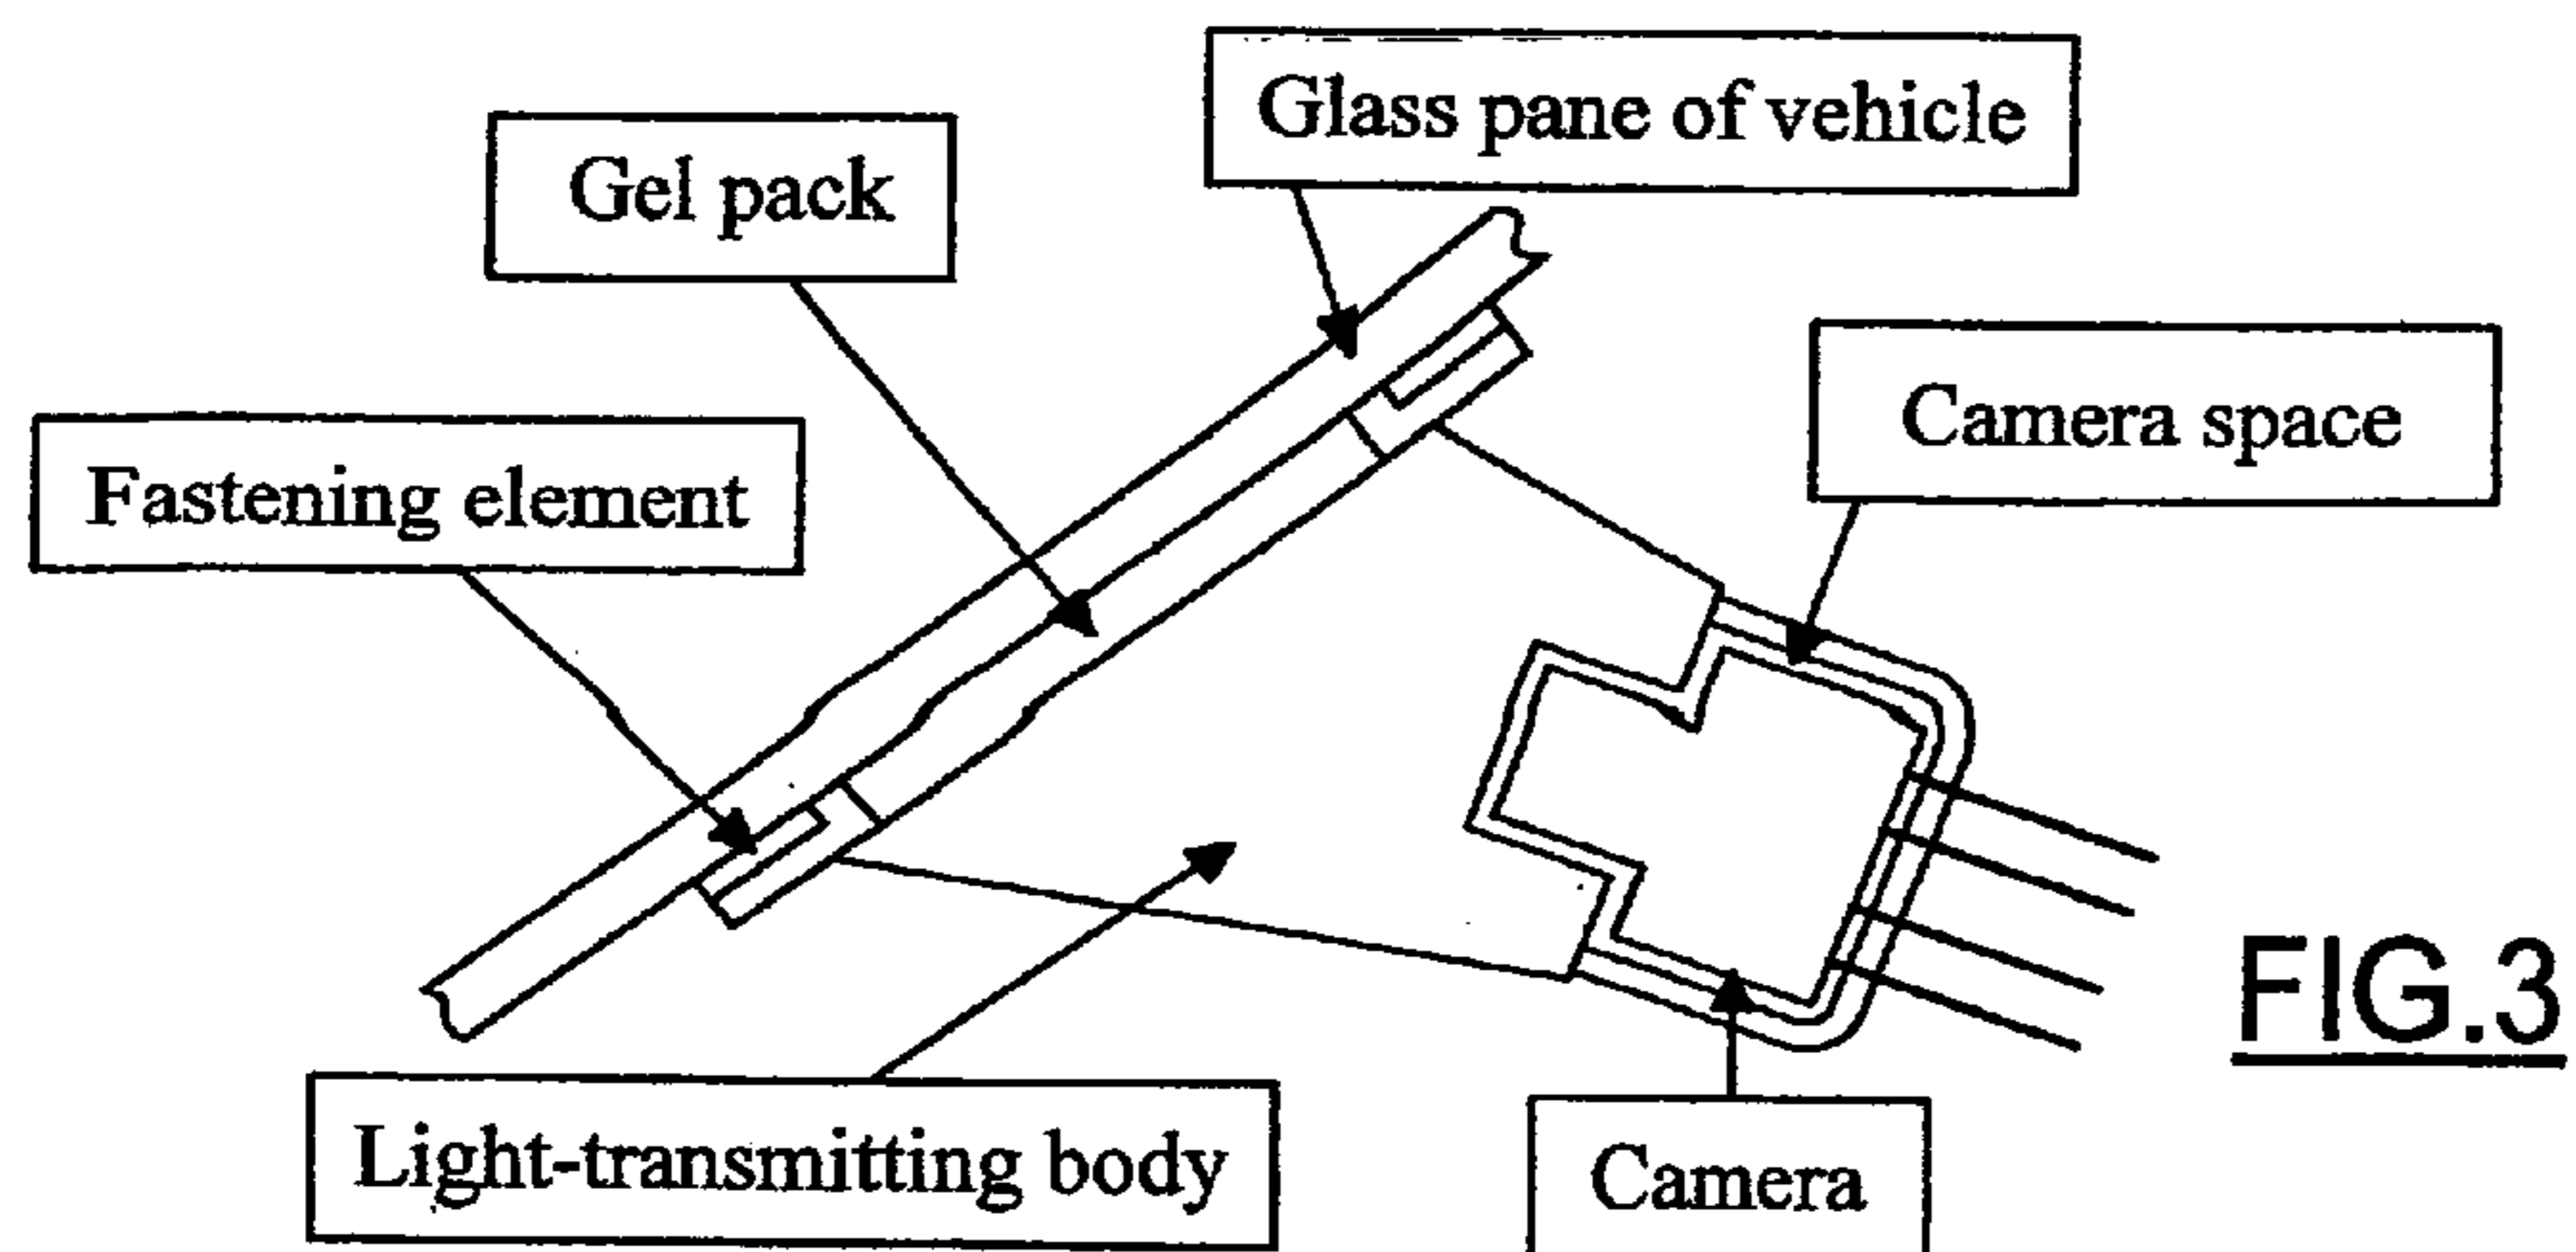 Glass pane of vehicle
Gel pack
Camera space
Fastening element
FIG.3
Light-transmitting body
Camera